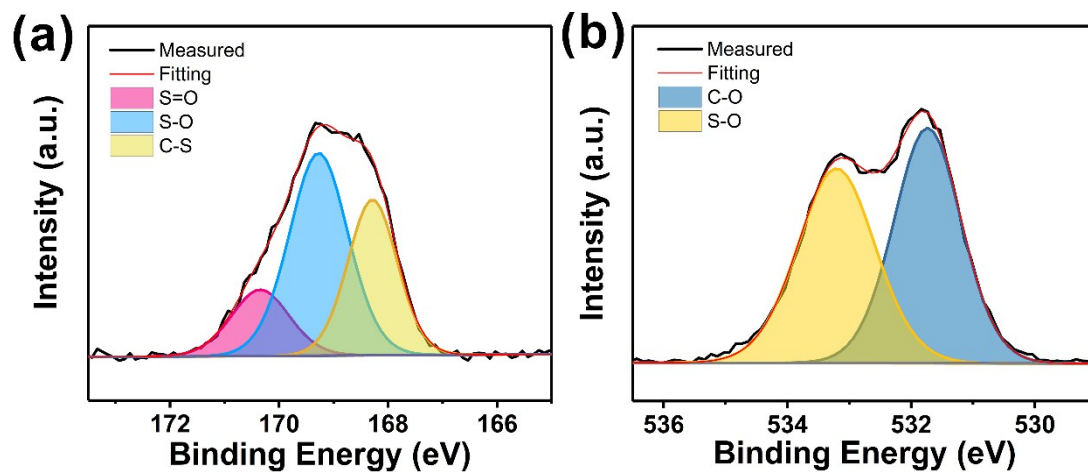 (a)
Measured
Fitting
S=O
S-O
C-S
Intensity (a.u.)
172 170 168 166
Binding Energy (eV)
(b)
Measured
Fitting
C-O
S-O
Intensity (a.u.)
536 534 532 530
Binding Energy (eV)